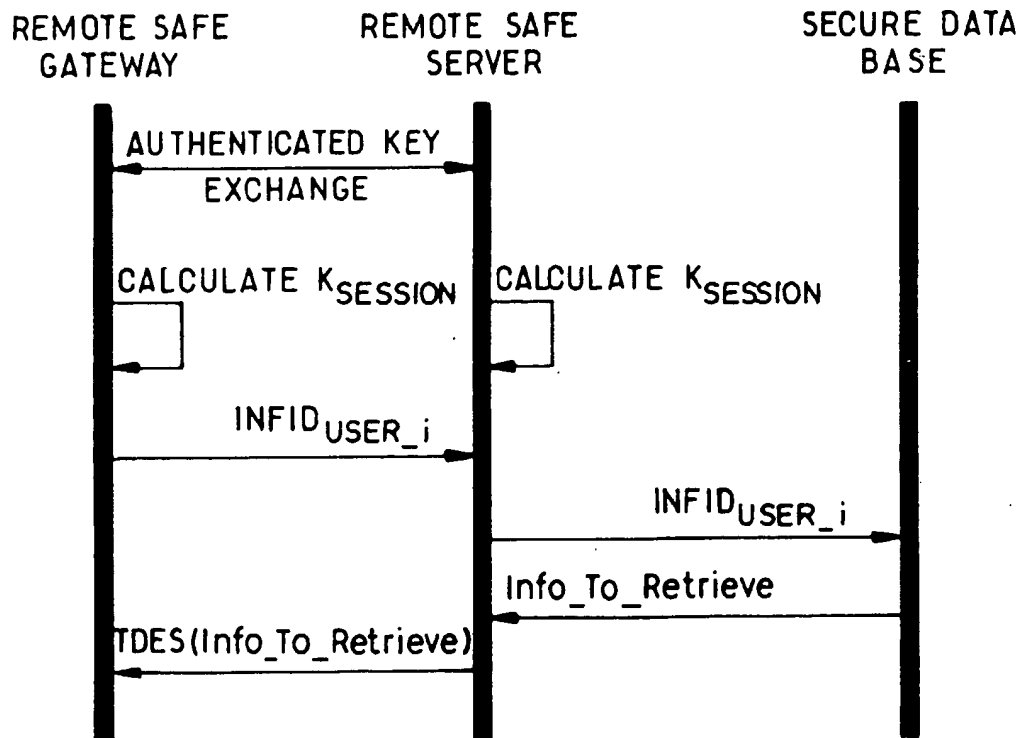 REMOTE SAFE
GATEWAY
REMOTE SAFE
SERVER
SECURE DATA
BASE
AUTHENTICATED KEY
EXCHANGE
CALCULATE KSESSION
CALCULATE KSESSION
INFIDUSER_i
INFIDUSER_i
Info_To_Retrieve
TDES(Info_To_Retrieve)